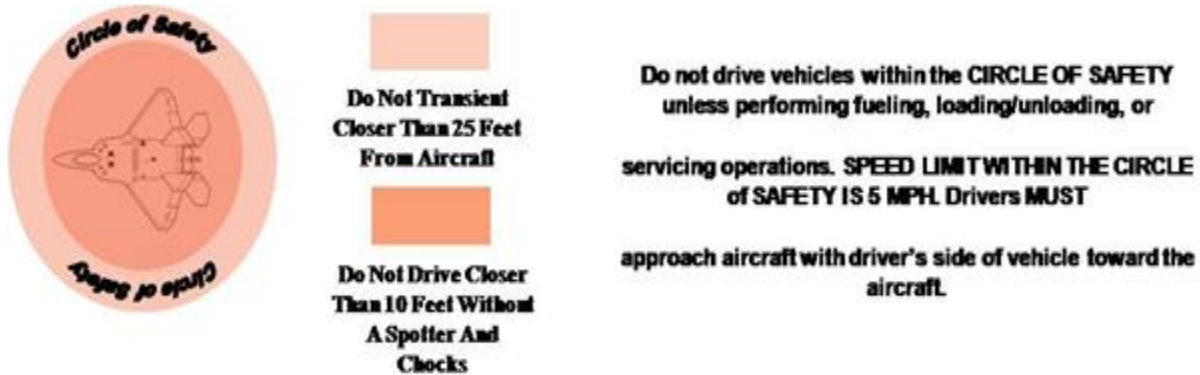 Circle of Safety
Circle of Safety
Do Not Transient
Closer Than 25 Feet
From Aircraft
Do Not Drive Closer
Than 10 Feet Without
A Spotter And
Chocks
Do not drive vehicles within the CIRCLE OF SAFETY
unless performing fueling, loading/unloading, or
servicing operations. SPEED LIMIT WITHIN THE CIRCLE
of SAFETY IS 5 MPH. Drivers MUST
approach aircraft with driver's side of vehicle toward the
aircraft.